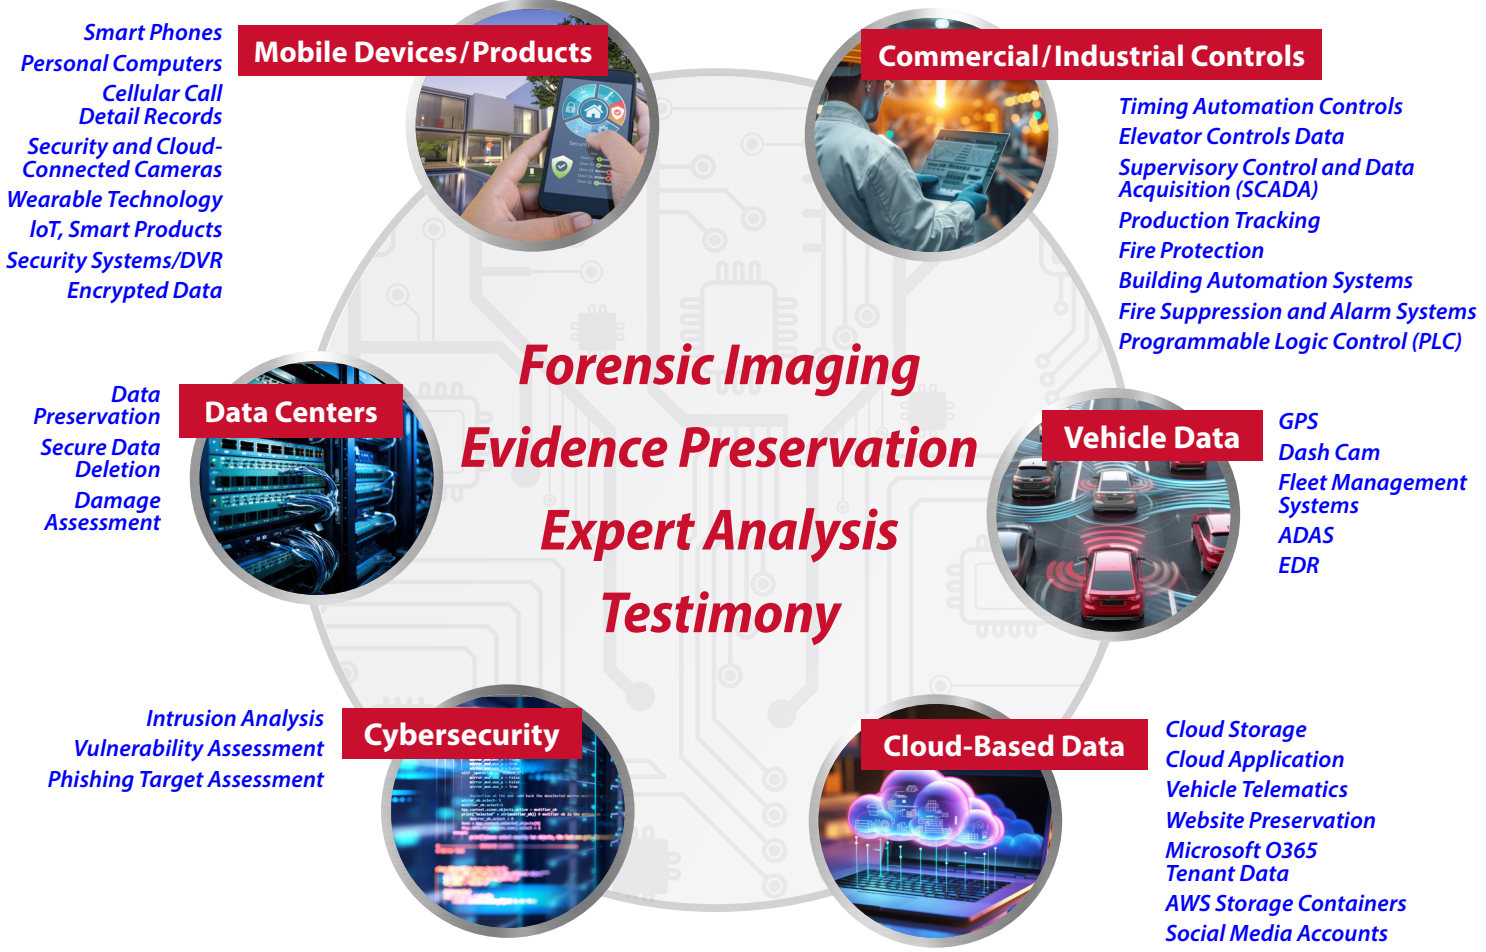 Mobile Devices/Products
Smart Phones
Personal Computers
Cellular Call
Detail Records
Security and Cloud-
Connected Cameras
Wearable Technology
IoT, Smart Products
Security Systems/DVR
Encrypted Data
Commercial/Industrial Controls
Timing Automation Controls
Elevator Controls Data
Supervisory Control and Data
Acquisition (SCADA)
Production Tracking
Fire Protection
Building Automation Systems
Fire Suppression and Alarm Systems
Programmable Logic Control (PLC)
Forensic Imaging
Evidence Preservation
Expert Analysis
Testimony
Data Centers
Data
Preservation
Secure Data
Deletion
Damage
Assessment
Vehicle Data
GPS
Dash Cam
Fleet Management
Systems
ADAS
EDR
Cybersecurity
Intrusion Analysis
Vulnerability Assessment
Phishing Target Assessment
Cloud-Based Data
Cloud Storage
Cloud Application
Vehicle Telematics
Website Preservation
Microsoft O365
Tenant Data
AWS Storage Containers
Social Media Accounts